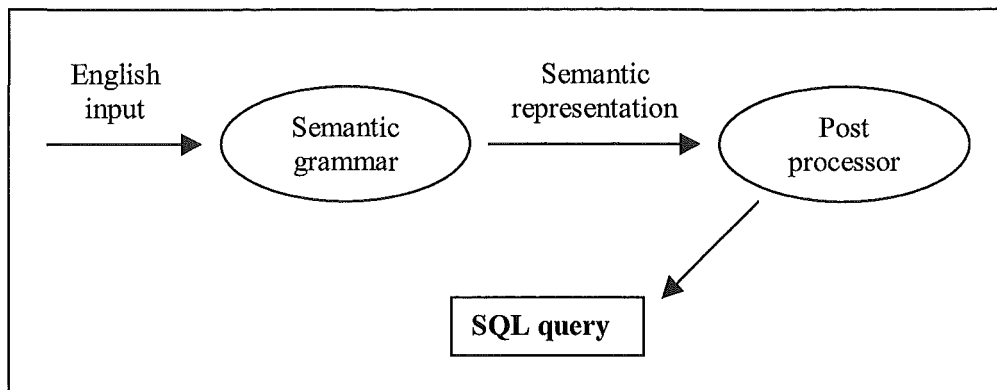 English
input
Semantic
grammar
Semantic
representation
Post
processor
SQL query